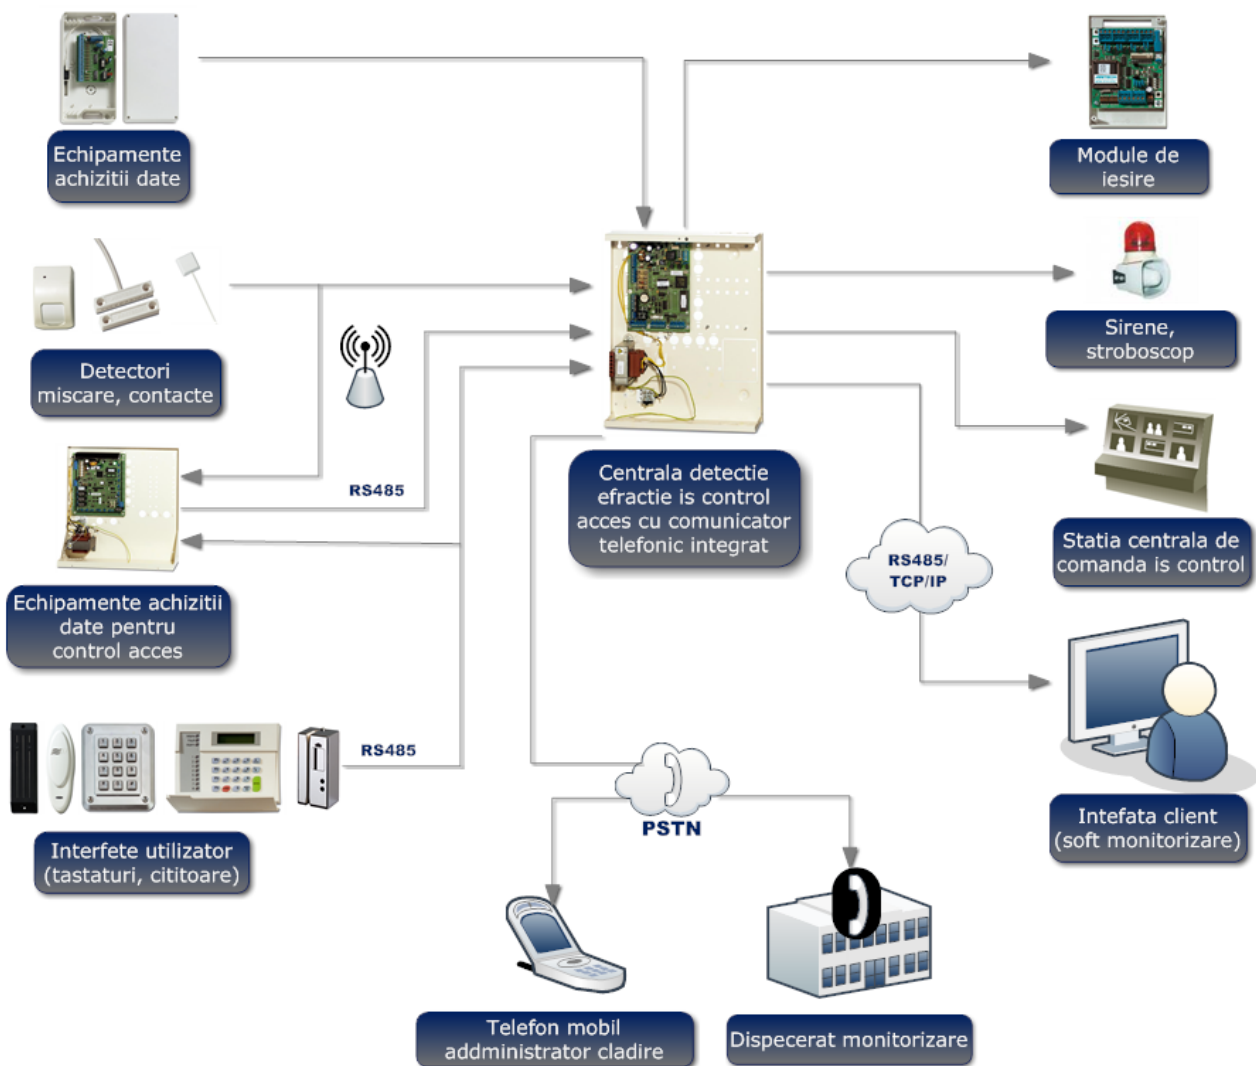 Echipamente
achizitii date
Module de
iesire
Detectori
miscare, contacte
Sirene,
stroboscop
RS485
Centrala detectie
efractie is control
acces cu comunicator
telefonic integrat
Statia centrala de
comanda is control
RS485/
TCP/IP
Echipamente achizitii
date pentru
control acces
RS485
Interfete utilizator
(tastaturi, cititoare)
PSTN
Intefata client
(soft monitorizare)
Telefon mobil
addministrator cladire
Dispecerat monitorizare